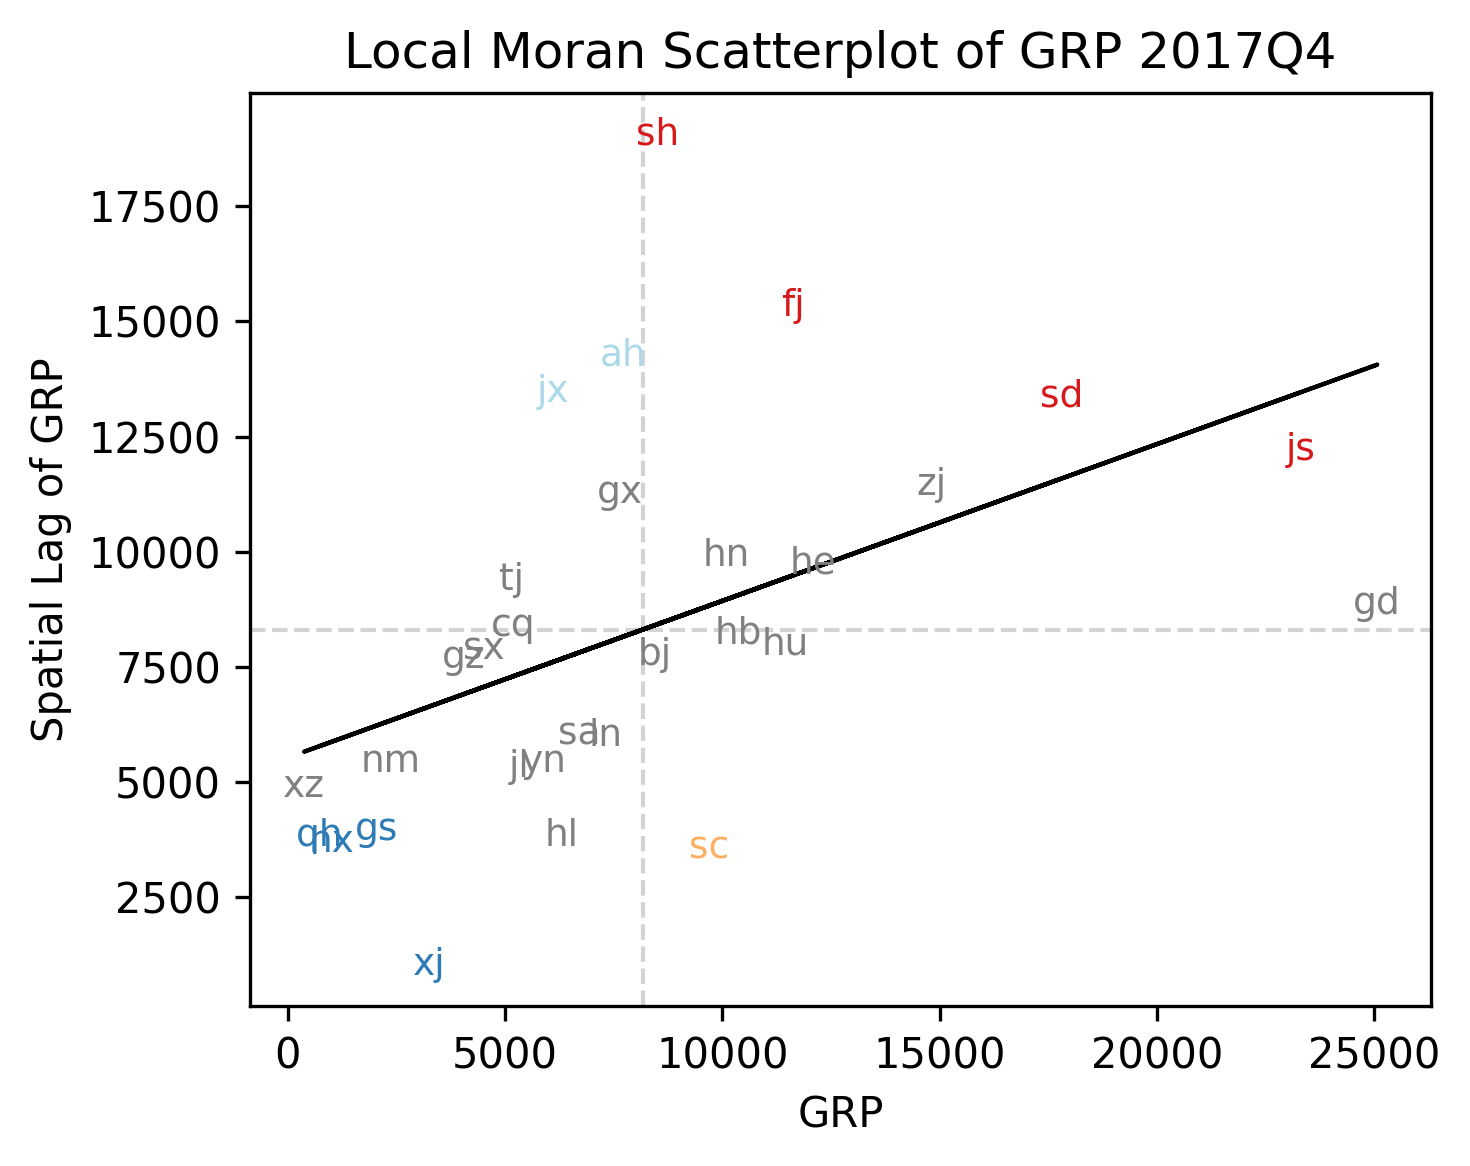 Local Moran Scatterplot of GRP 2017Q4
sh
17500
fj
15000
ah
jx
sd
12500
js
gx
zj
10000
hn
he
tj
gd
cq
hb
sx
hu
gz
bj
7500
sa
ln
nm
jl
yn
5000
xz
qh
nx
gs
hl
sc
2500
xj
Spatial Lag of GRP
0
5000
10000
15000
20000
25000
GRP